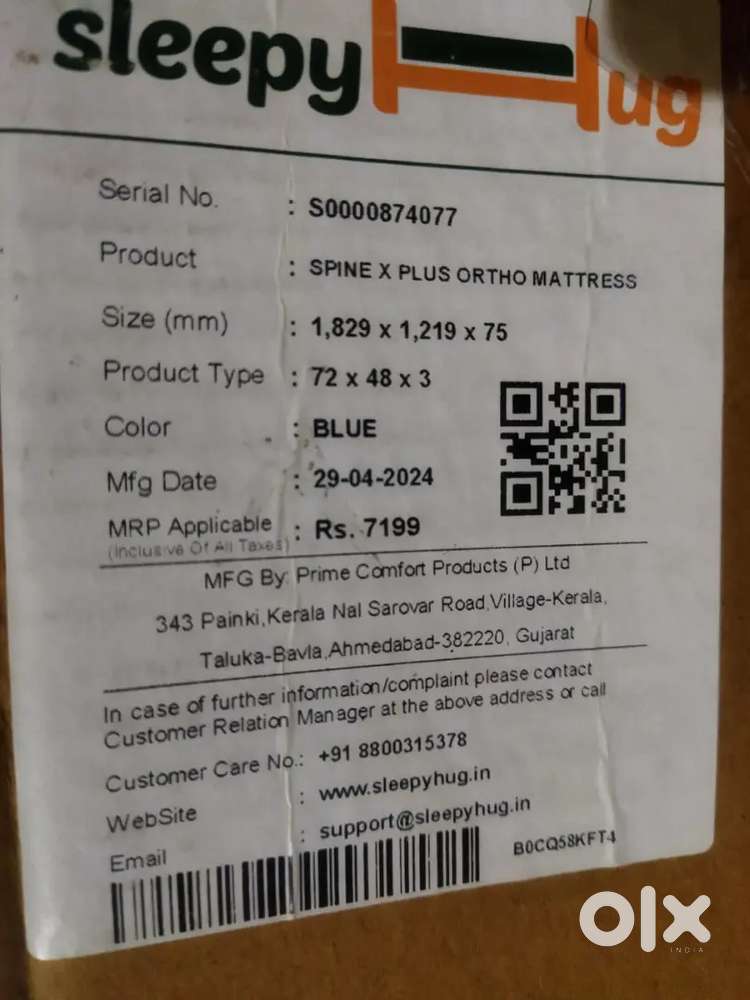 sleepyHug
Serial No. : S0000874077
Product : SPINE X PLUS ORTHO MATTRESS
Size (mm) : 1,829 x 1,219 x 75
Product Type : 72 x 48 x 3
Color : BLUE
Mfg Date : 29-04-2024
MRP Applicable : Rs. 7199
(Inclusive Of All Taxes)
MFG By: Prime Comfort Products (P) Ltd
343 Painki,Kerala Nal Sarovar Road,Village-Kerala,
Taluka-Bavla,Ahmedabad-382220, Gujarat
In case of further information/complaint please contact
Customer Relation Manager at the above address or call
Customer Care No.: +91 8800315378
WebSite : www.sleepyhug.in
Email : support@sleepyhug.in
B0CQ58KFT4
olx
INDIA